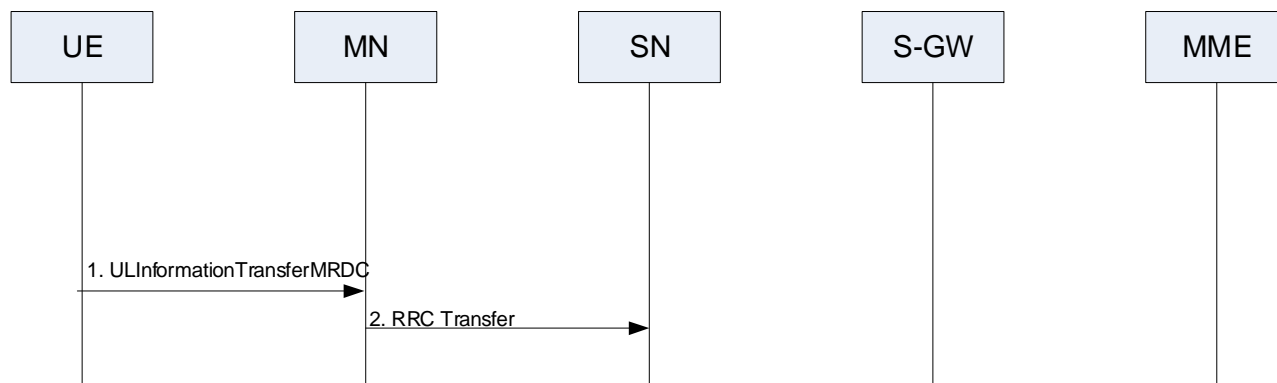 UE
MN
SN
S-GW
MME
1. ULInformationTransferMRDC
2. RRC Transfer